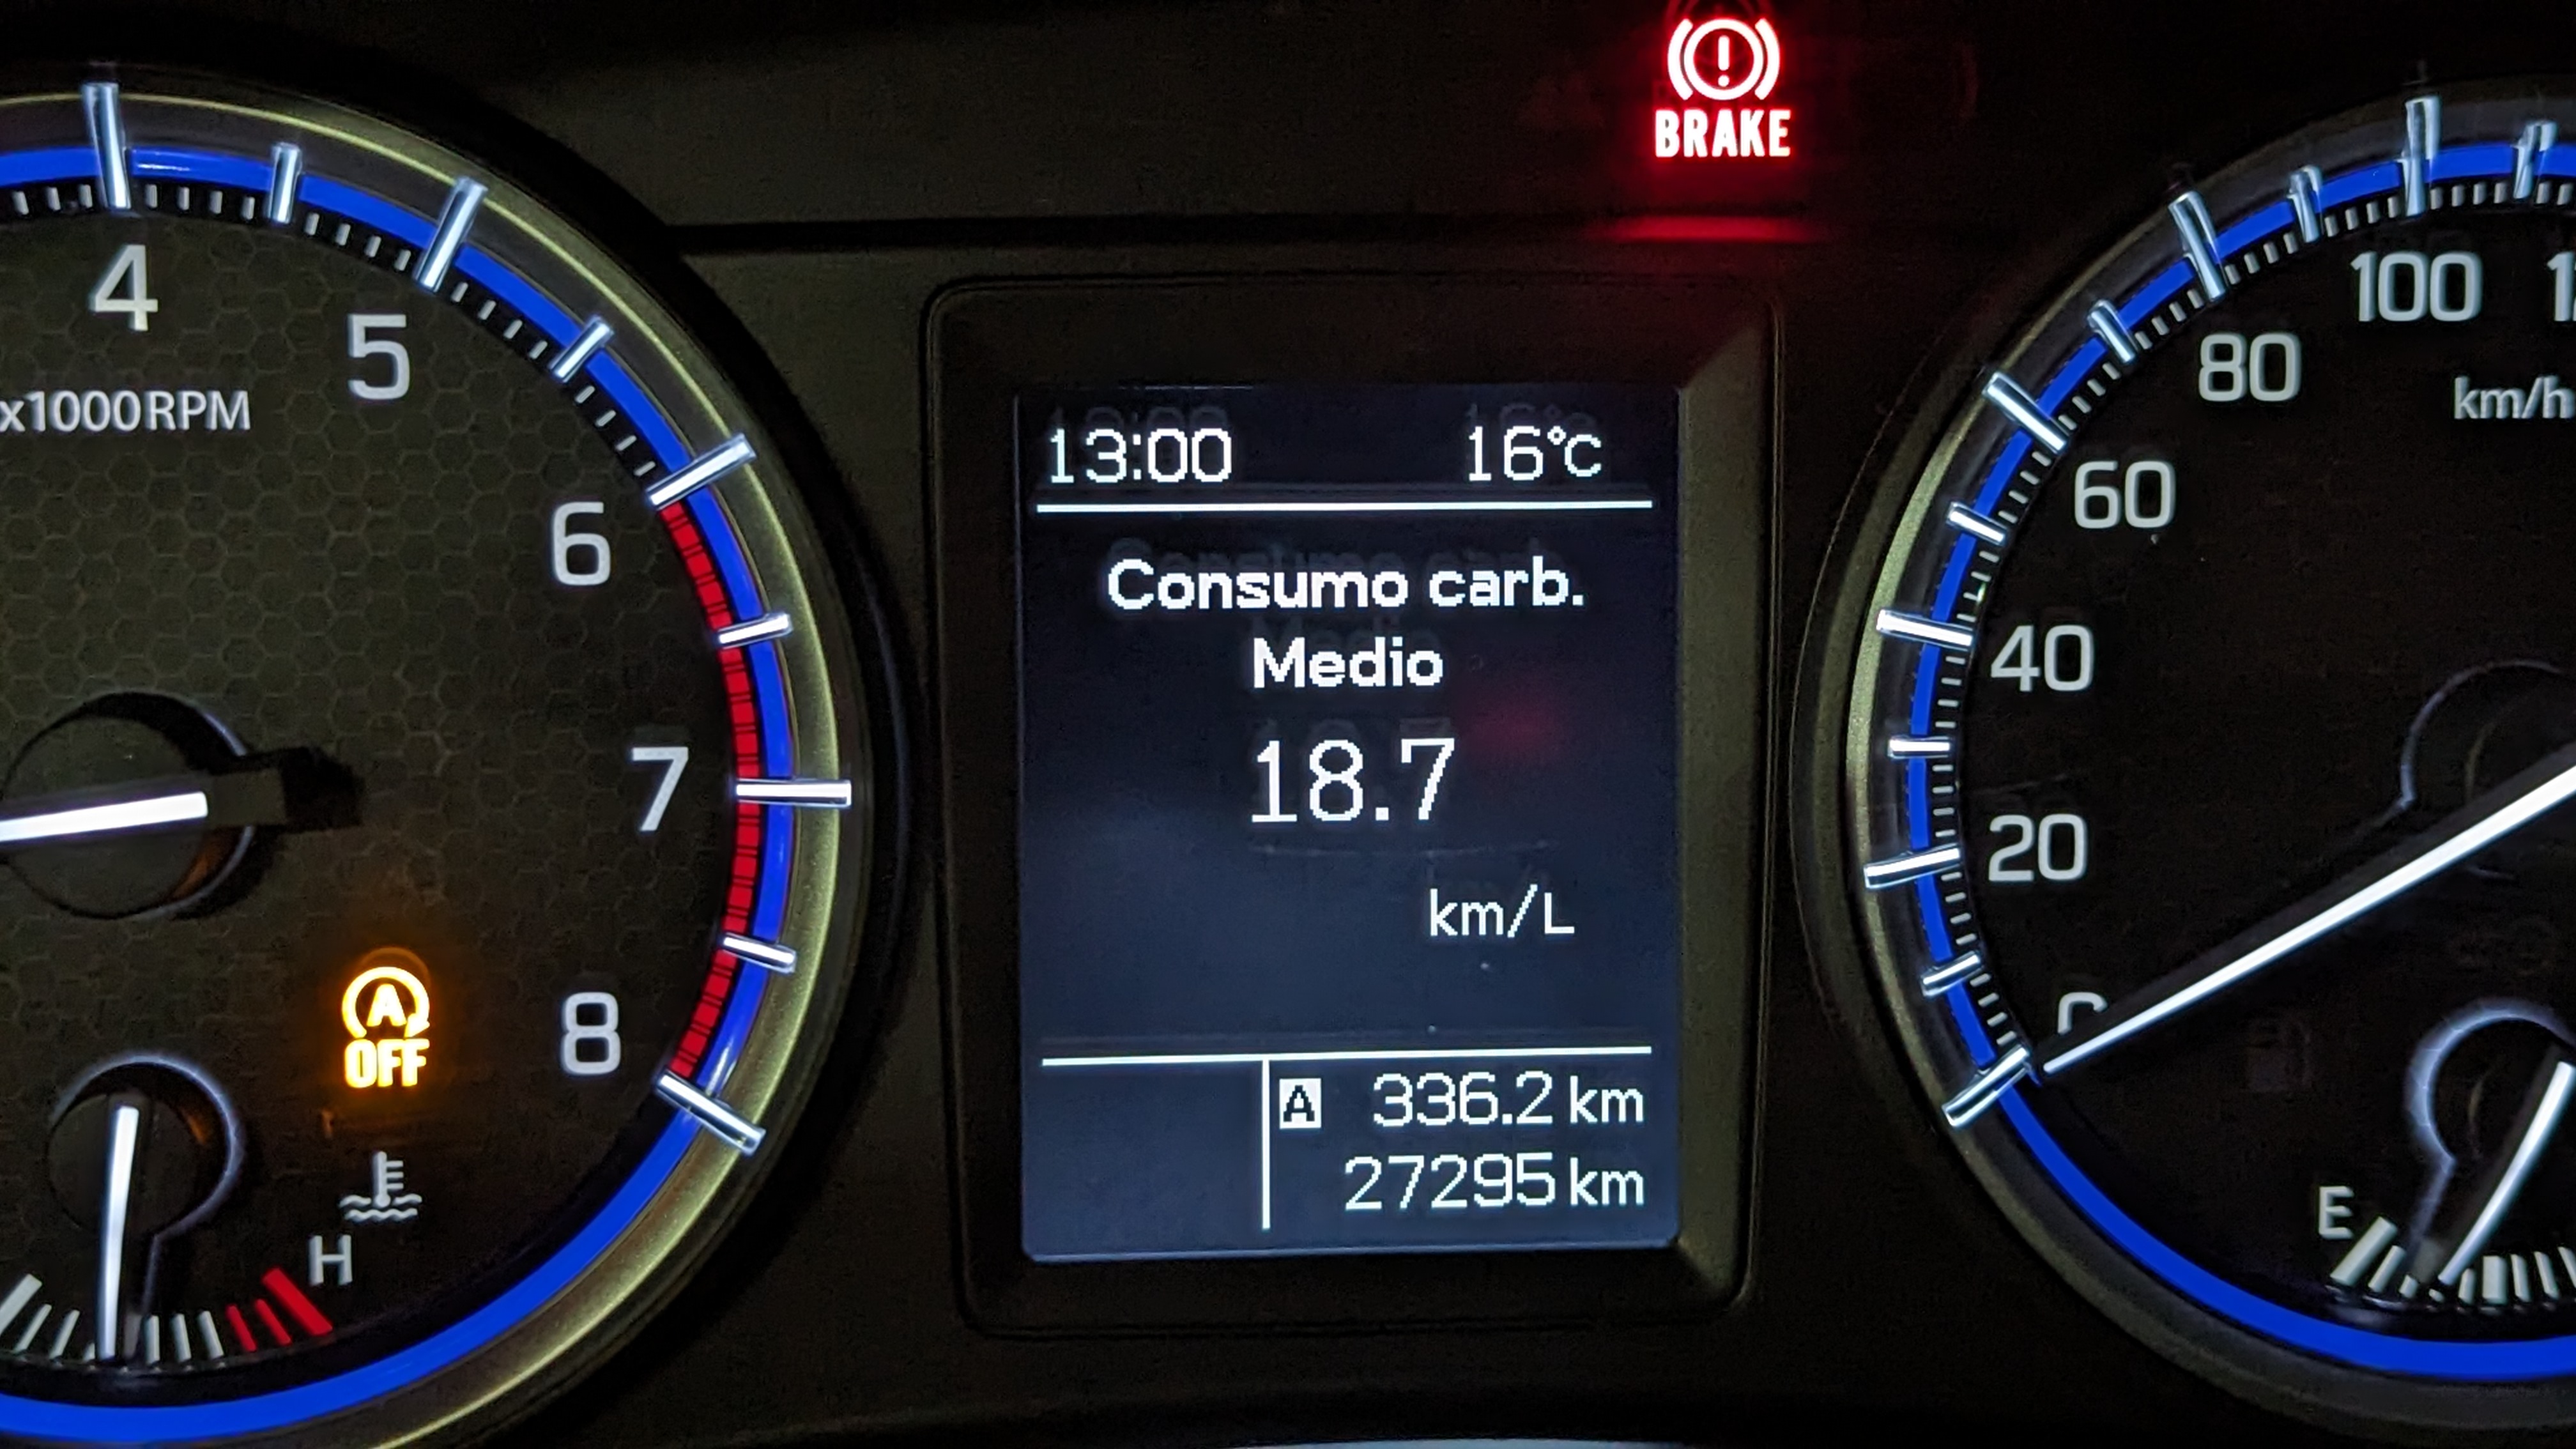 BRAKE
4
5
x1000RPM
6
7
8
A
OFF
H
13:00 16°C
Consumo carb.
Medio
18.7
km/L
A 336.2 km
27295 km
100
80
km/h
60
40
20
0
E